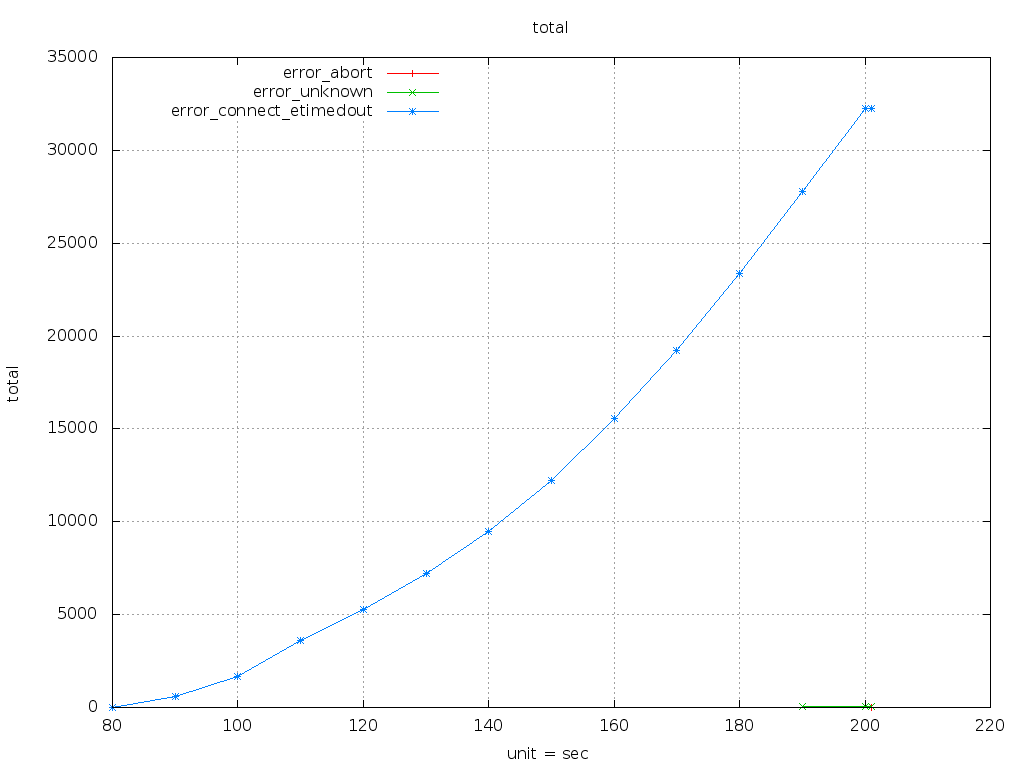 total
35000
error_abort
error_unknown
error_connect_etimedout
30000
25000
20000
total
15000
10000
5000
0
80 100 120 140 160 180 200 220
unit = sec